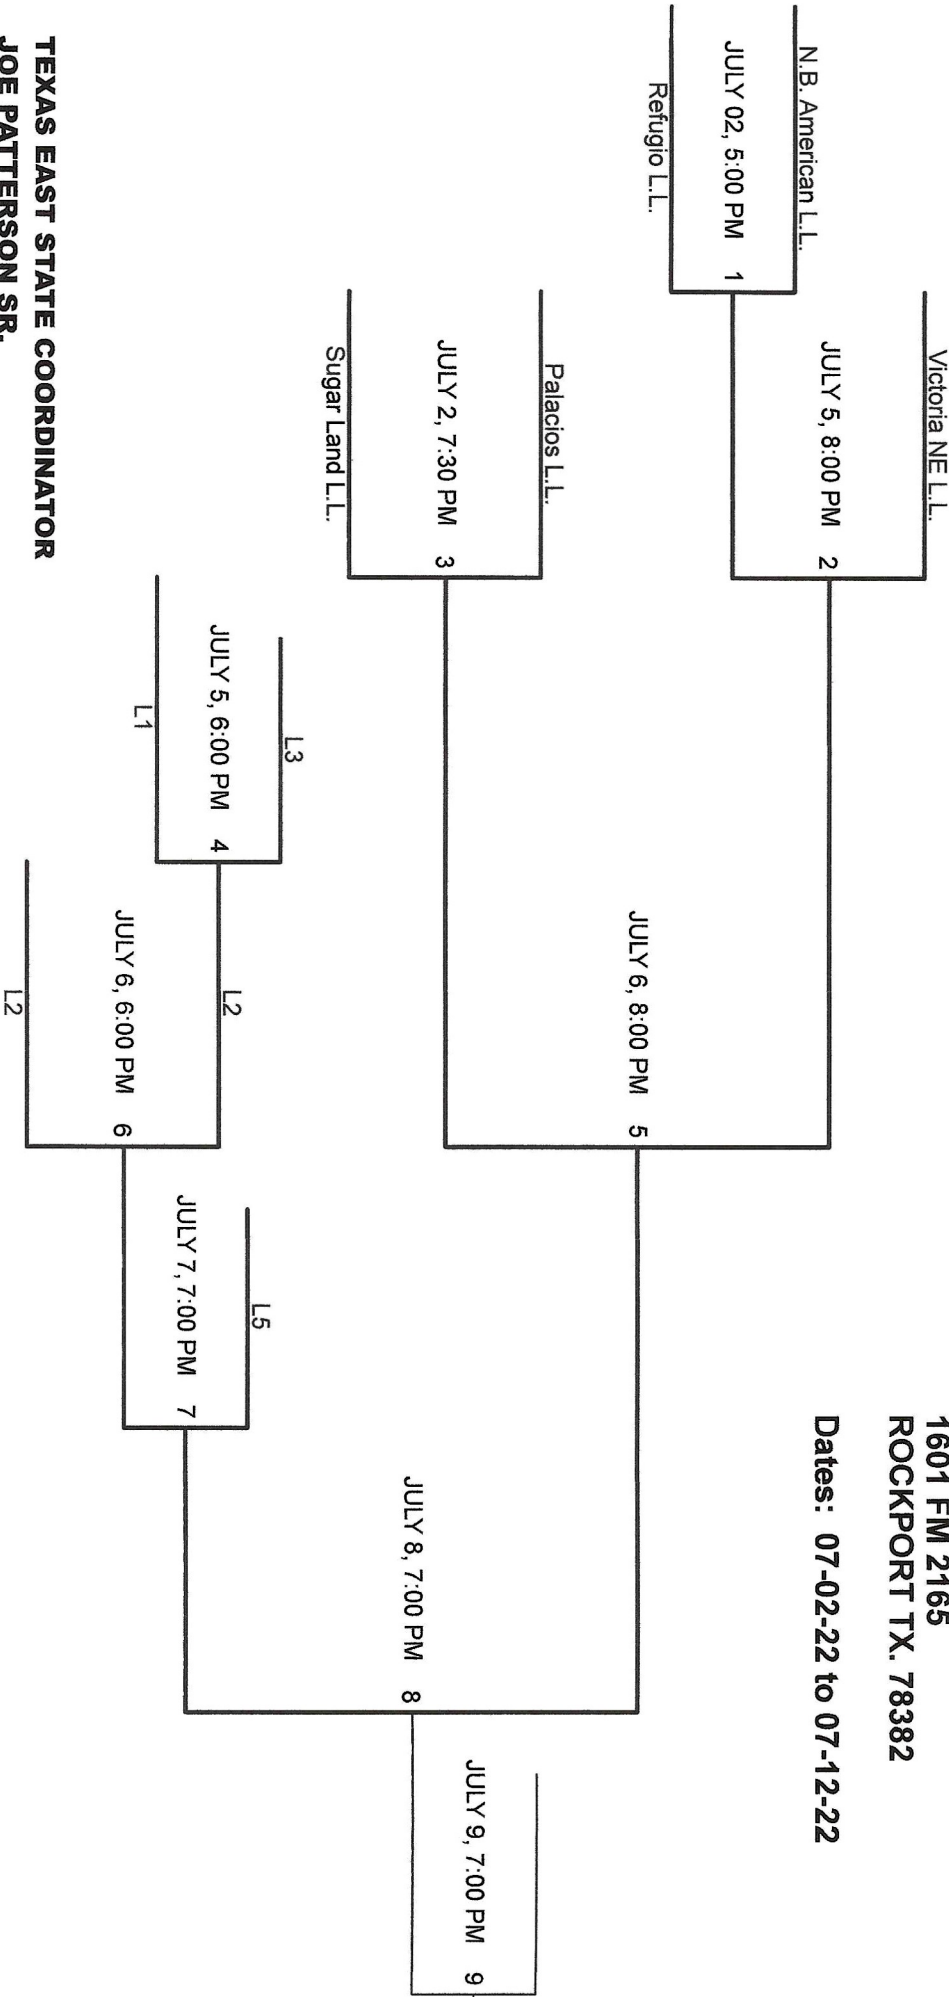 1601 FM 2165
ROCKPORT TX. 78382
Dates: 07-02-22 to 07-12-22
Victoria NE L.L.
JULY 5, 8:00 PM 2
N.B. American L.L.
JULY 02, 5:00 PM 1
Refugio L.L.
JULY 6, 8:00 PM 5
Palacios L.L.
JULY 2, 7:30 PM 3
Sugar Land L.L.
JULY 9, 7:00 PM 9
JULY 8, 7:00 PM 8
L3
JULY 5, 6:00 PM 4
L1
L5
JULY 7, 7:00 PM 7
L2
JULY 6, 6:00 PM 6
L2
TEXAS EAST STATE COORDINATOR
JOE PATTERSON SR.